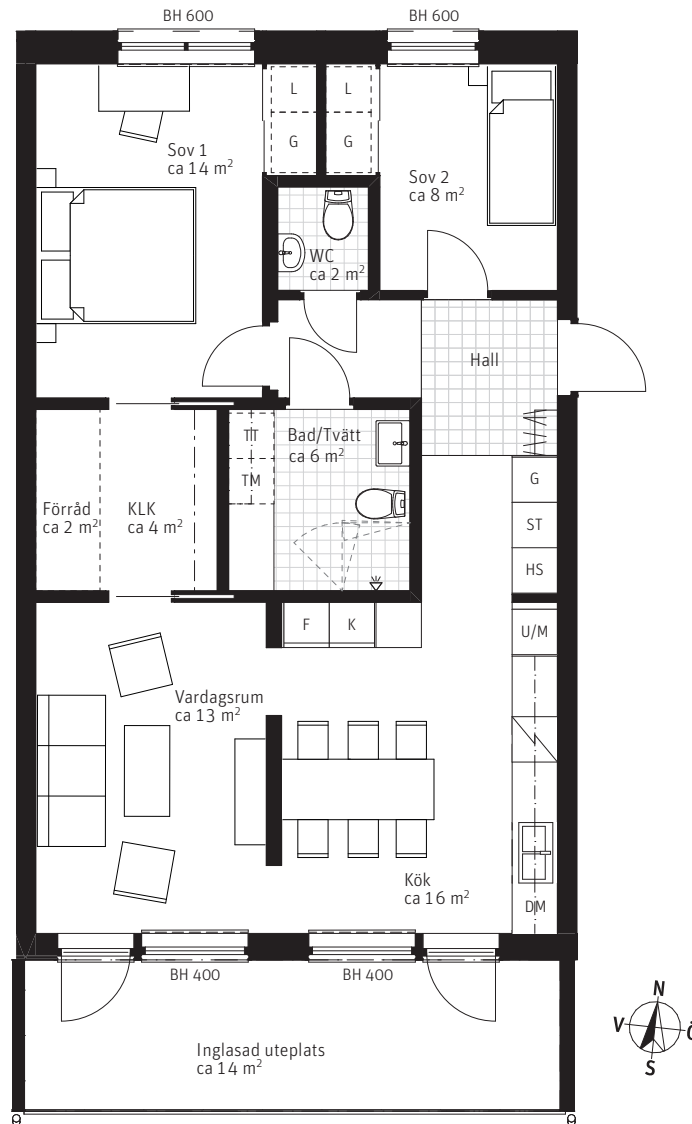 BH 600
BH 600
L
L
G
G
Sov 1
ca 14 m²
Sov 2
ca 8 m²
WC
ca 2 m²
Hall
TT
TM
Bad/Tvätt
ca 6 m²
Förråd
ca 2 m²
KLK
ca 4 m²
G
ST
HS
F
K
U/M
Vardagsrum
ca 13 m²
Kök
ca 16 m²
DM
BH 400
BH 400
Inglasad uteplats
ca 14 m²
N
V
Ö
S